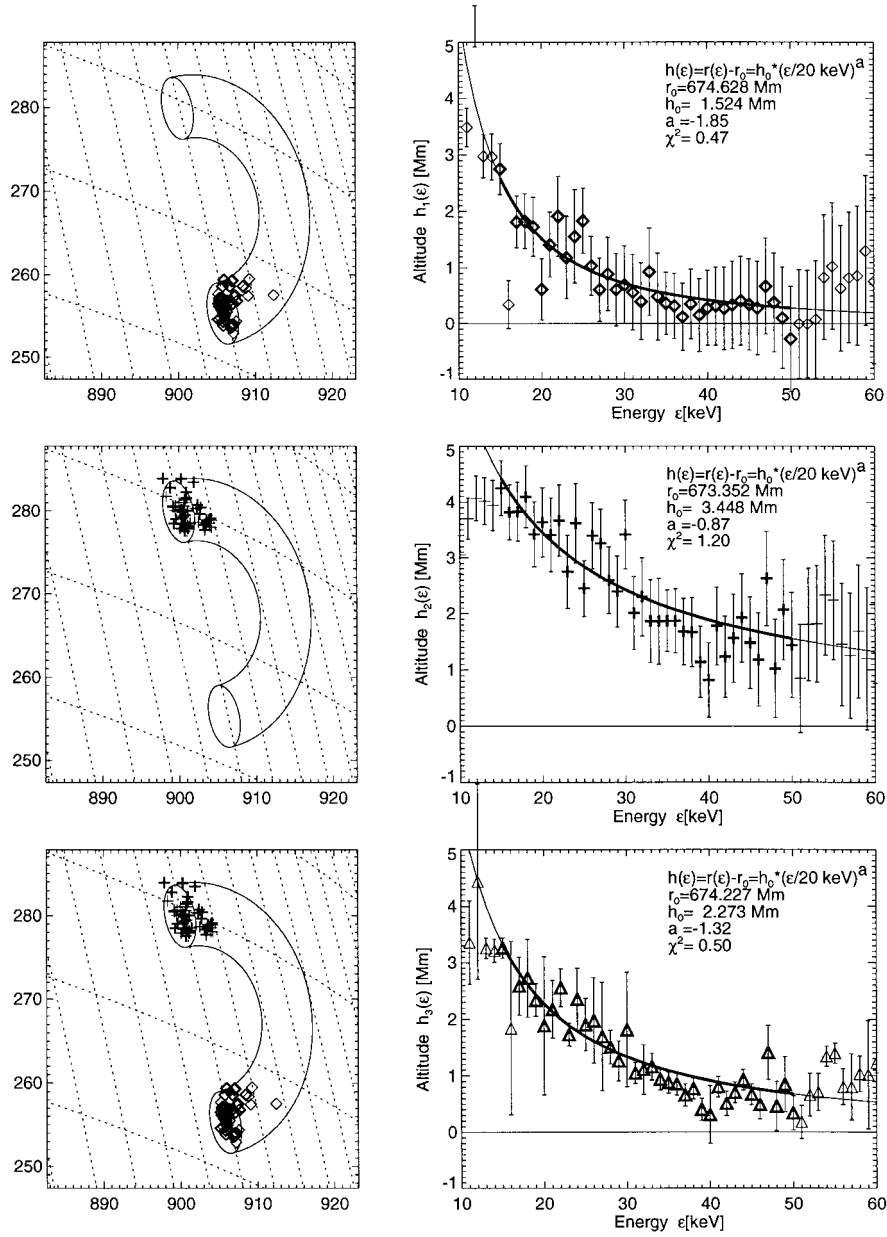 280
270
260
250
890 900 910 920
5
4
3
2
1
0
-1
Altitude h₁(ε) [Mm]
h(ε)=r(ε)-r₀=h₀*(ε/20 keV)ᵃ
r₀=674.628 Mm
h₀= 1.524 Mm
a =-1.85
χ²= 0.47
10 20 30 40 50 60
Energy ε[keV]
280
270
260
250
890 900 910 920
5
4
3
2
1
0
-1
Altitude h₂(ε) [Mm]
h(ε)=r(ε)-r₀=h₀*(ε/20 keV)ᵃ
r₀=673.352 Mm
h₀= 3.448 Mm
a =-0.87
χ²= 1.20
10 20 30 40 50 60
Energy ε[keV]
280
270
260
250
890 900 910 920
5
4
3
2
1
0
-1
Altitude h₃(ε) [Mm]
h(ε)=r(ε)-r₀=h₀*(ε/20 keV)ᵃ
r₀=674.227 Mm
h₀= 2.273 Mm
a =-1.32
χ²= 0.50
10 20 30 40 50 60
Energy ε[keV]